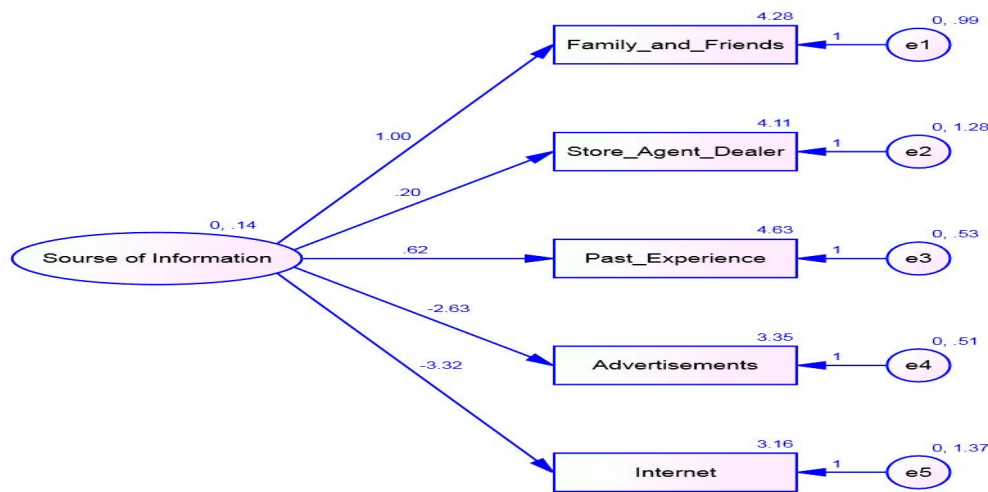 4.28
0, .99
Family_and_Friends
1
e1
1.00
4.11
0, 1.28
Store_Agent_Dealer
1
e2
.20
0, .14
Sourse of Information
.62
4.63
0, .53
Past_Experience
1
e3
-2.63
3.35
0, .51
Advertisements
1
e4
-3.32
3.16
0, 1.37
Internet
1
e5